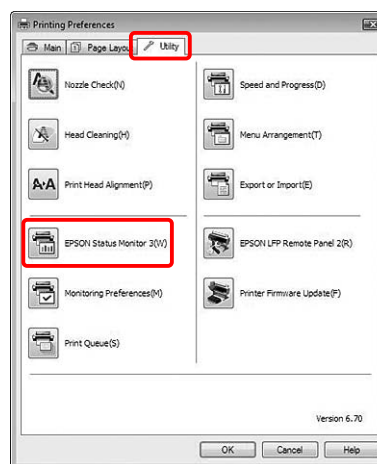 Printing Preferences
Main
Page Layou
Utility
Nozzle Check(N)
Speed and Progress(D)
Head Cleaning(H)
Menu Arrangement(T)
Print Head Alignment(P)
Export or Import(E)
EPSON Status Monitor 3(W)
EPSON LFP Remote Panel 2(R)
Monitoring Preferences(M)
Printer Firmware Update(F)
Print Queue(S)
Version 6.70
OK
Cancel
Help